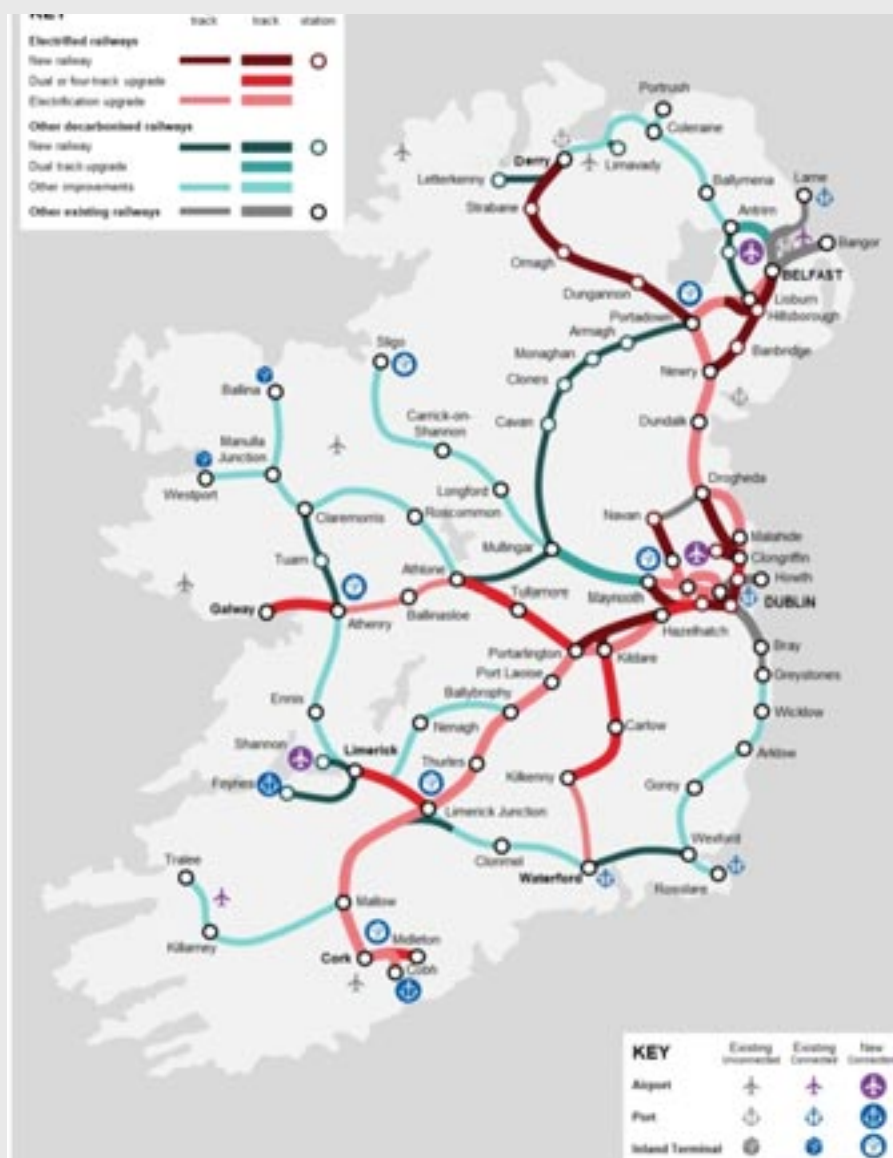 KEY
track track station
Electrified railways
New railway
Dual or four-track upgrade
Electrification upgrade
Other decarbonised railways
New railway
Dual track upgrade
Other improvements
Other existing railways
Portrush
Coleraine
Derry
Limavady
Letterkenny
Ballymena
Larne
Strabane
Antrim
Bangor
Omagh
BELFAST
Dungannon
Lisburn
Hillsborough
Portadown
Armagh
Sligo
Monaghan
Banbridge
Clones
Newry
Ballina
Carrick-on-
Shannon
Cavan
Dundalk
Manulla
Junction
Westport
Longford
Drogheda
Claremorris
Roscommon
Navan
Malahide
Mullingar
Clongriffin
Tuam
Athlone
Tullamore
Maynooth
Howth
Galway
Athenry
Ballinasloe
DUBLIN
Hazelhatch
Portarlington
Kildare
Bray
Port Laoise
Greystones
Ballybrophy
Ennis
Nenagh
Wicklow
Carlow
Shannon
Limerick
Thurles
Arklow
Foynes
Kilkenny
Gorey
Limerick Junction
Wexford
Clonmel
Waterford
Rosslare
Tralee
Mallow
Killarney
Midleton
Cork
Cobh
KEY
Existing Existing New
Unconnected Connected Connected
Airport
Port
Inland Terminal